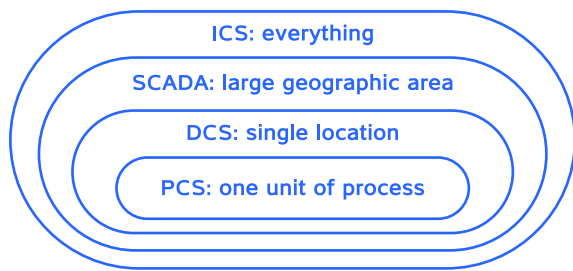 ICS: everything
SCADA: large geographic area
DCS: single location
PCS: one unit of process